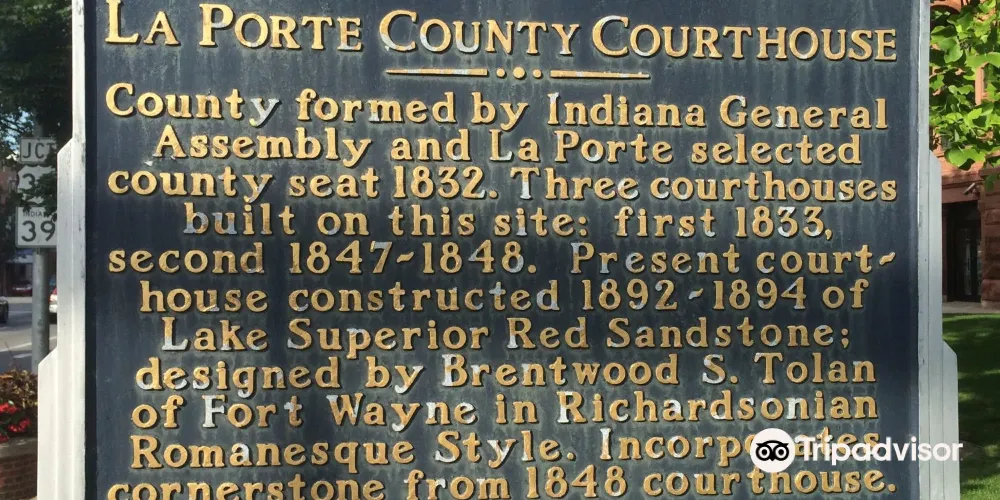 LA PORTE COUNTY COURTHOUSE
County formed by Indiana General
Assembly and La Porte selected
county seat 1832. Three courthouses
built on this site: first 1833,
second 1847-1848. Present court-
house constructed 1892-1894 of
Lake Superior Red Sandstone;
designed by Brentwood S. Tolan
of Fort Wayne in Richardsonian
Romanesque Style. Incorporates
cornerstone from 1848 courthouse.
JCT
INDIANA
39
Tripadvisor